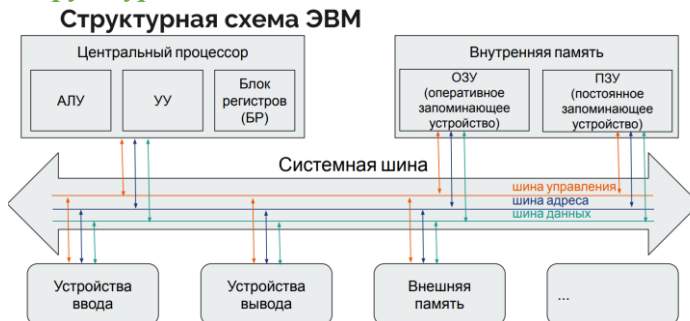 Структурная схема ЭВМ
Центральный процессор
АЛУ
УУ
Блок
регистров
(БР)
Внутренняя память
ОЗУ
(оперативное
запоминающее
устройство)
ПЗУ
(постоянное
запоминающее
устройство)
Системная шина
шина управления
шина адреса
шина данных
Устройства
ввода
Устройства
вывода
Внешняя
память
...